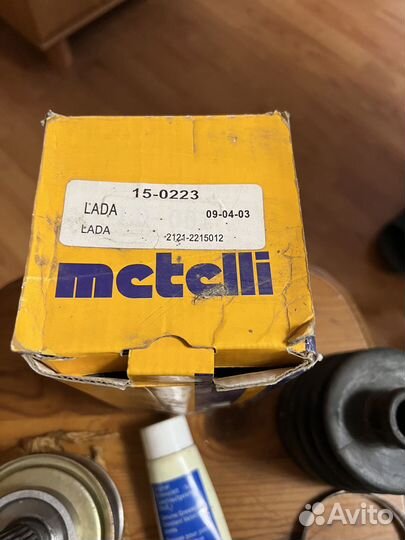 15-0223
LADA 09-04-03
LADA 2121-2215012
metelli
Avito